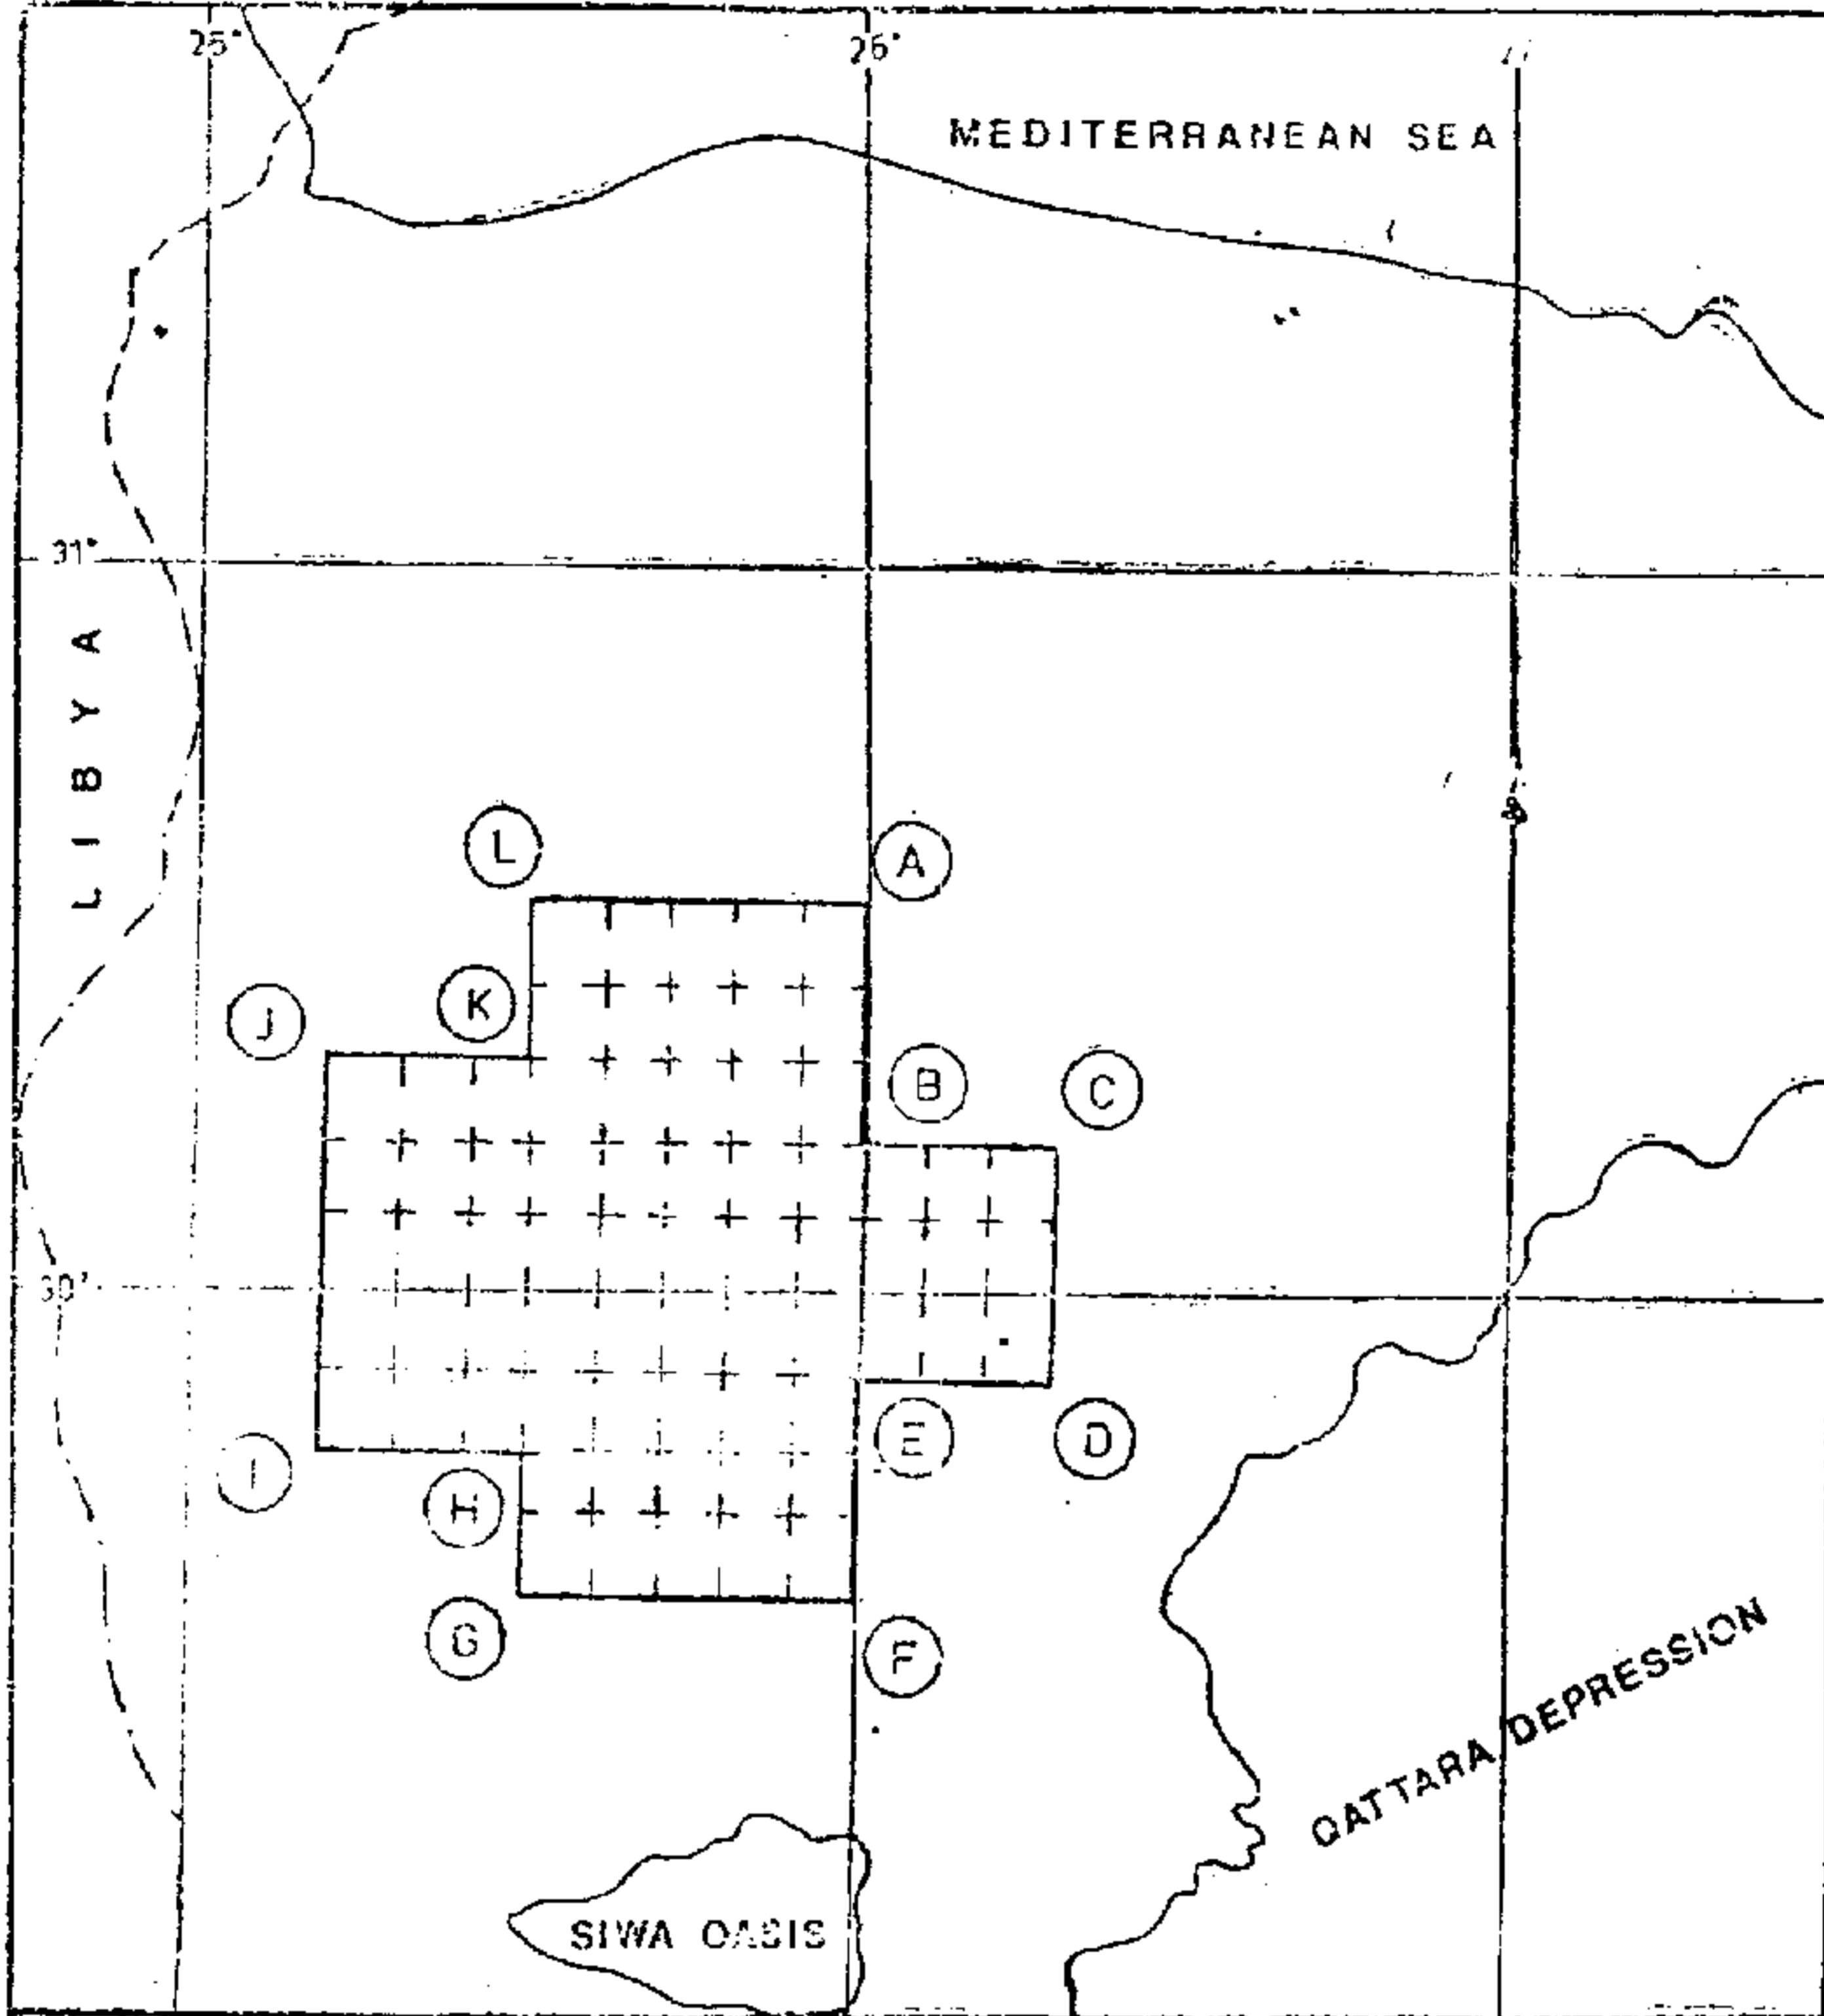 25°
26°
MEDITERRANEAN SEA
31°
LIBYA
L
A
J
K
B
C
30°
E
D
I
H
G
F
QATTARA DEPRESSION
SIWA OASIS